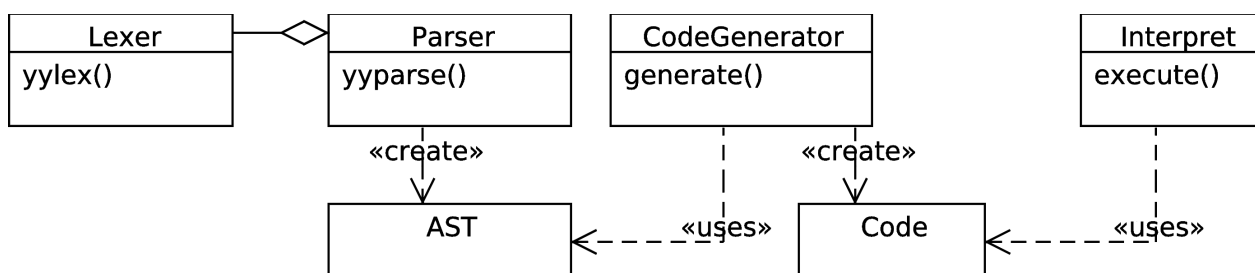 Lexer
Parser
CodeGenerator
Interpret
yylex()
yyparse()
generate()
execute()
«create»
«create»
AST
«uses»
Code
«uses»